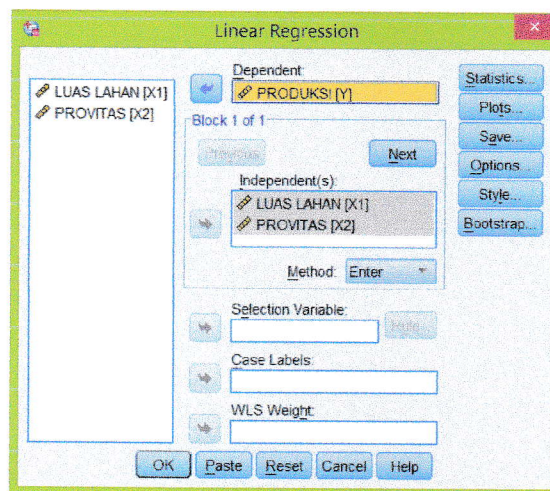 Linear Regression
LUAS LAHAN [X1]
PROVITAS [X2]
Dependent:
PRODUKSI [Y]
Block 1 of 1
Previous
Next
Independent(s):
LUAS LAHAN [X1]
PROVITAS [X2]
Method: Enter
Selection Variable:
Rule...
Case Labels:
WLS Weight:
Statistics...
Plots...
Save...
Options...
Style...
Bootstrap...
OK Paste Reset Cancel Help